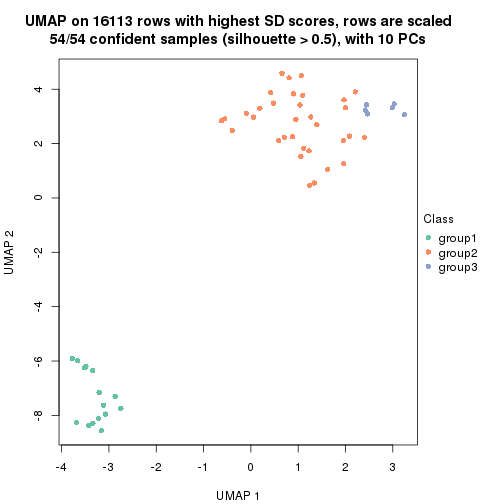 UMAP on 16113 rows with highest SD scores, rows are scaled
54/54 confident samples (silhouette > 0.5), with 10 PCs
4
2
0
-2
-4
-6
-8
UMAP 2
Class
group1
group2
group3
-4 -3 -2 -1 0 1 2 3
UMAP 1